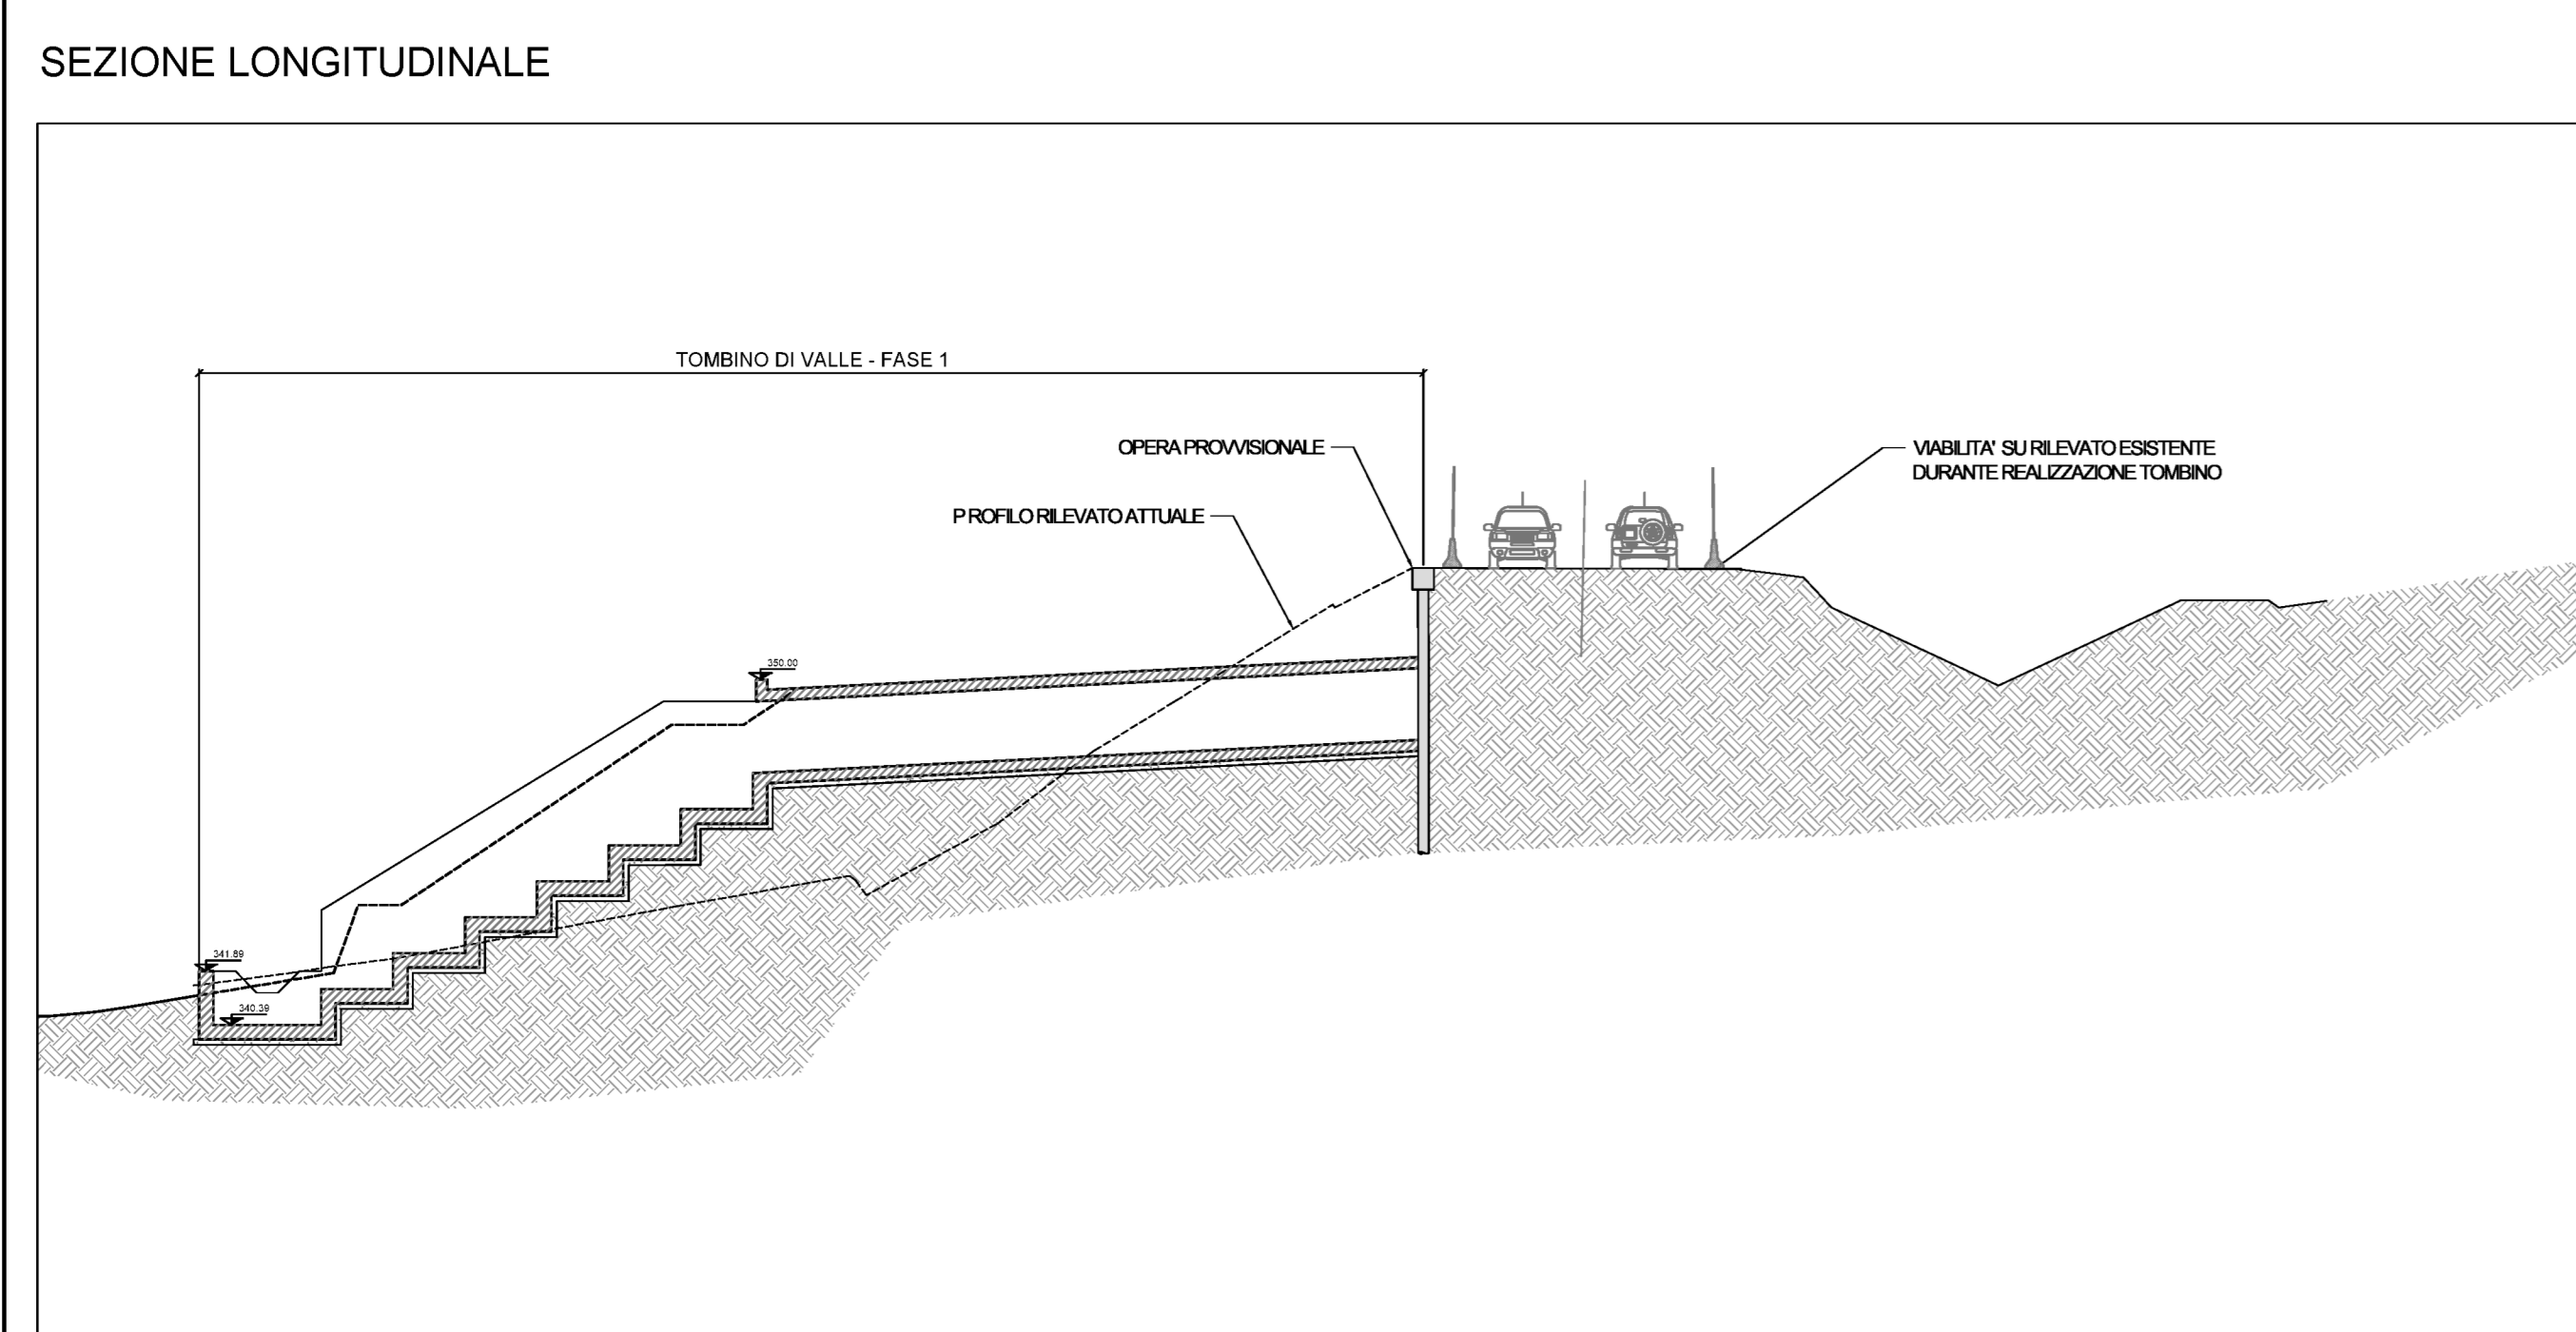 SEZIONE LONGITUDINALE
TOMBINO DI VALLE - FASE 1
OPERA PROVVISIONALE
VIABILITA' SU RILEVATO ESISTENTE
DURANTE REALIZZAZIONE TOMBINO
PROFILO RILEVATO ATTUALE
350.00
341.89
340.39